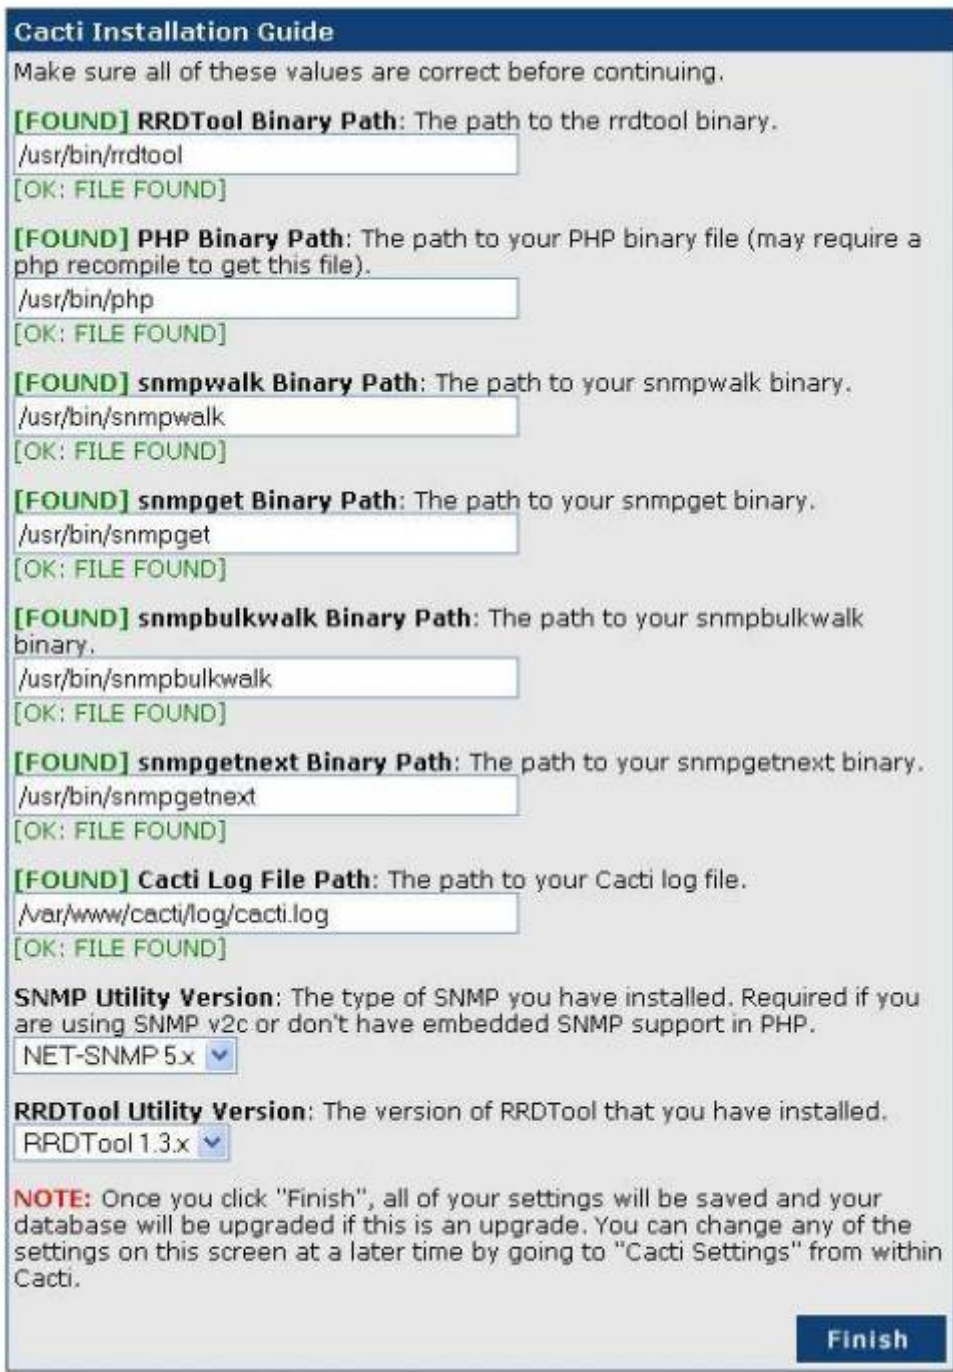 Cacti Installation Guide
Make sure all of these values are correct before continuing.
[FOUND] RRDTool Binary Path: The path to the rrdtool binary.
/usr/bin/rrdtool
[OK: FILE FOUND]
[FOUND] PHP Binary Path: The path to your PHP binary file (may require a
php recompile to get this file).
/usr/bin/php
[OK: FILE FOUND]
[FOUND] snmpwalk Binary Path: The path to your snmpwalk binary.
/usr/bin/snmpwalk
[OK: FILE FOUND]
[FOUND] snmpget Binary Path: The path to your snmpget binary.
/usr/bin/snmpget
[OK: FILE FOUND]
[FOUND] snmpbulkwalk Binary Path: The path to your snmpbulkwalk
binary.
/usr/bin/snmpbulkwalk
[OK: FILE FOUND]
[FOUND] snmpgetnext Binary Path: The path to your snmpgetnext binary.
/usr/bin/snmpgetnext
[OK: FILE FOUND]
[FOUND] Cacti Log File Path: The path to your Cacti log file.
/var/www/cacti/log/cacti.log
[OK: FILE FOUND]
SNMP Utility Version: The type of SNMP you have installed. Required if you
are using SNMP v2c or don't have embedded SNMP support in PHP.
NET-SNMP 5.x
RRDTool Utility Version: The version of RRDTool that you have installed.
RRDTool 1.3.x
NOTE: Once you click "Finish", all of your settings will be saved and your
database will be upgraded if this is an upgrade. You can change any of the
settings on this screen at a later time by going to "Cacti Settings" from within
Cacti.
Finish